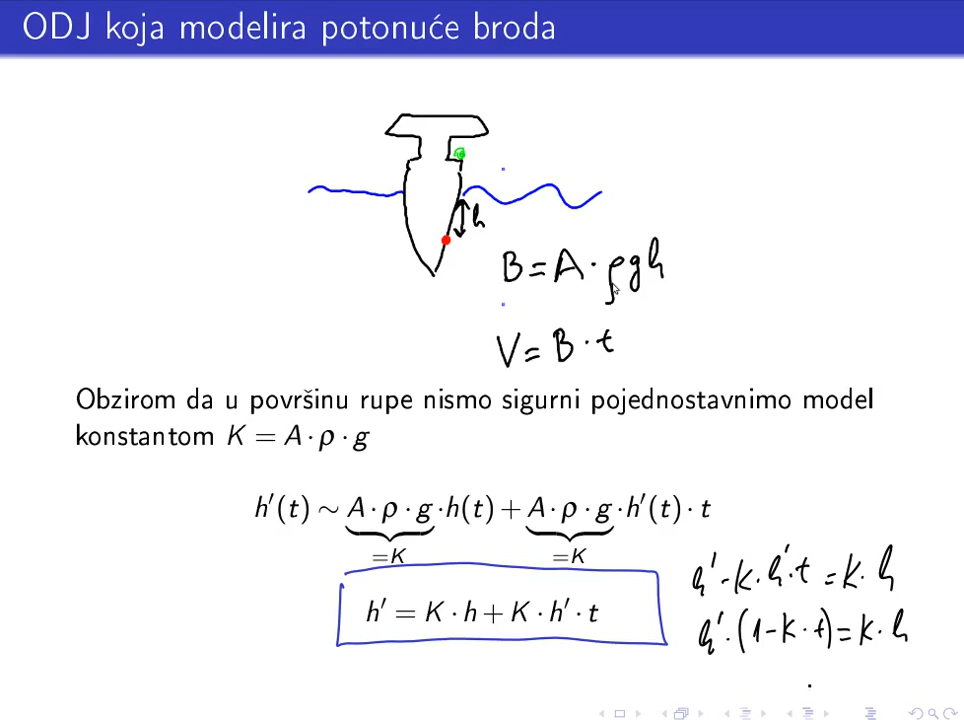 ODJ koja modelira potonuće broda
h
B = A · ρgh
V = B · t
Obzirom da u površinu rupe nismo sigurni pojednostavnimo model
konstantom K = A · ρ · g
h′(t) ∼ A · ρ · g · h(t) + A · ρ · g · h′(t) · t
=K =K
h′ = K · h + K · h′ · t
h′ - K · h′ · t = K · h
h′ · (1 - K · t) = K · h